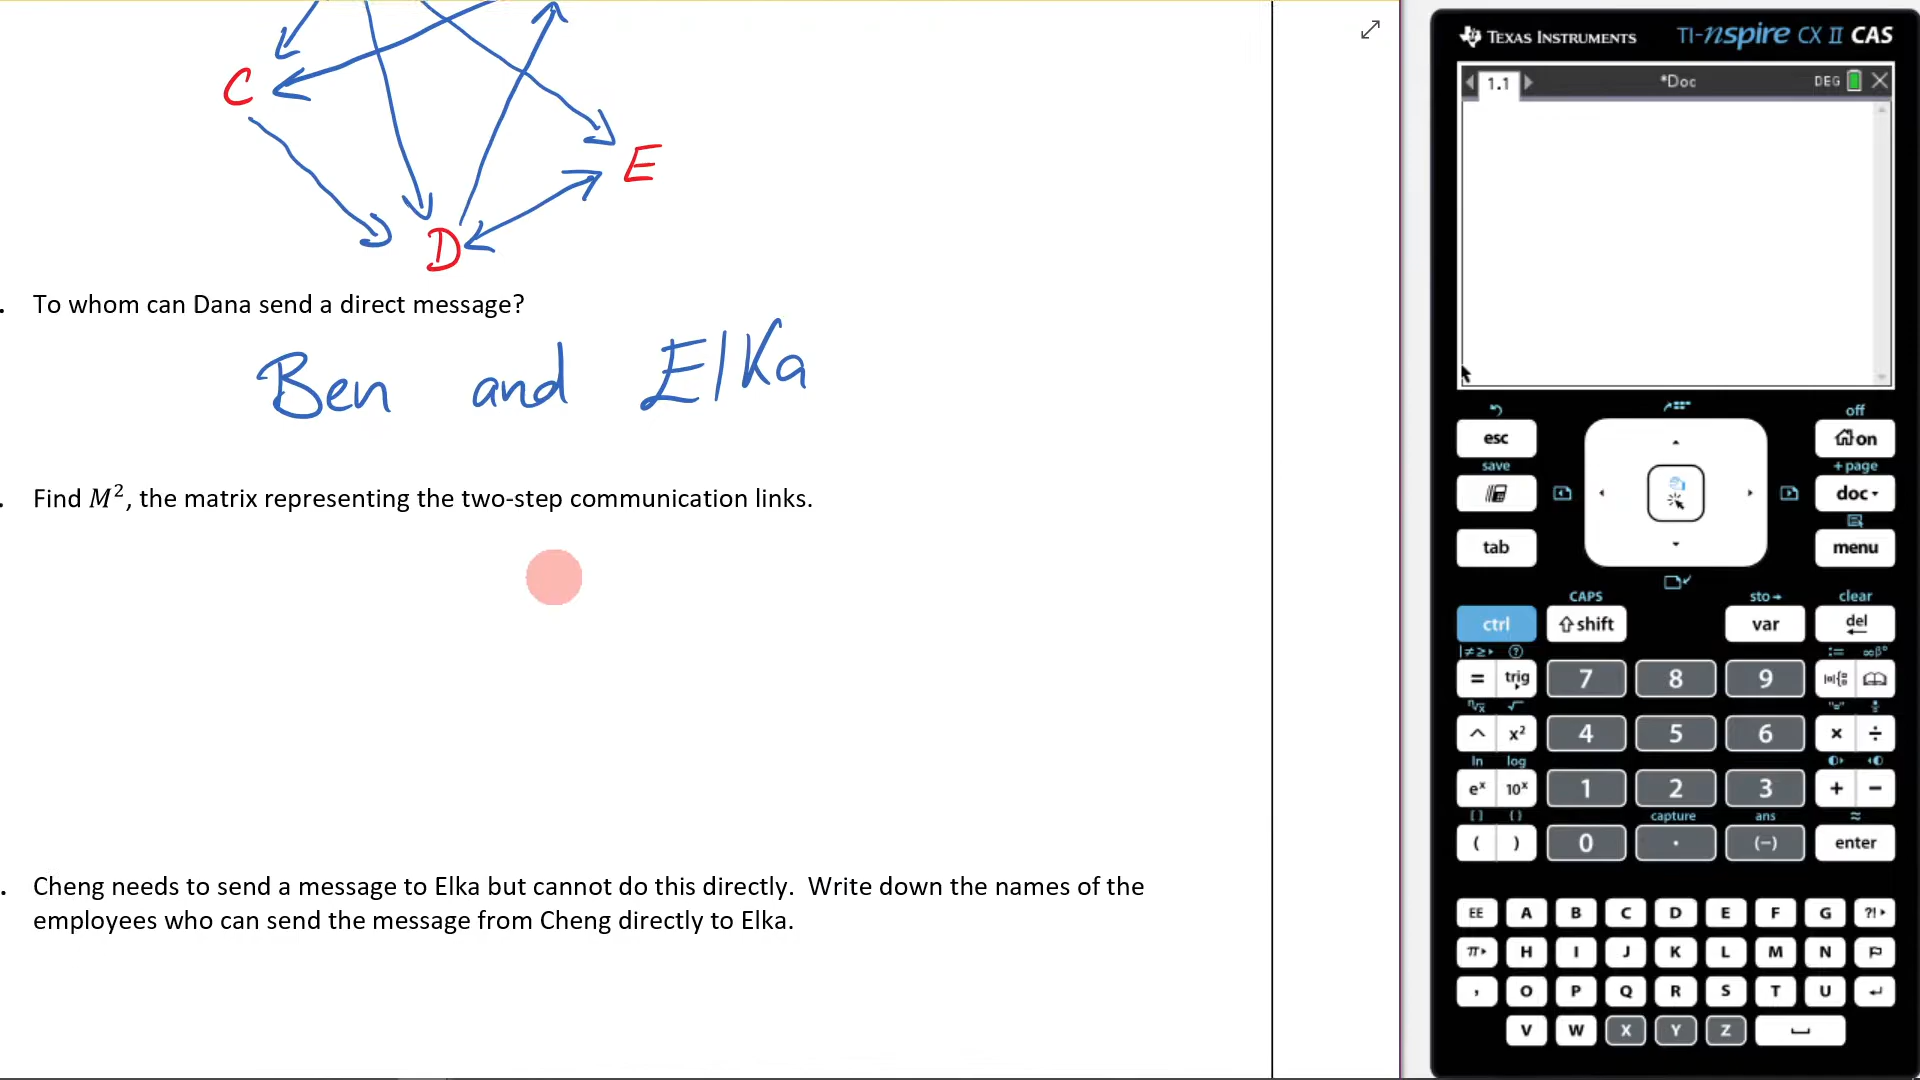 TEXAS INSTRUMENTS TI-nspire CX II CAS
1.1 *Doc DEG
C
E
D
. To whom can Dana send a direct message?
Ben and Elka
. Find M², the matrix representing the two-step communication links.
. Cheng needs to send a message to Elka but cannot do this directly. Write down the names of the
employees who can send the message from Cheng directly to Elka.
off
esc on
save +page
doc
tab menu
CAPS sto clear
ctrl shift var del
= trig 7 8 9
^ x² 4 5 6 × ÷
ln log
eˣ 10ˣ 1 2 3 + −
[ ] { } capture ans ≈
( ) 0 . (−) enter
EE A B C D E F G ?!
π H I J K L M N
, O P Q R S T U
V W X Y Z